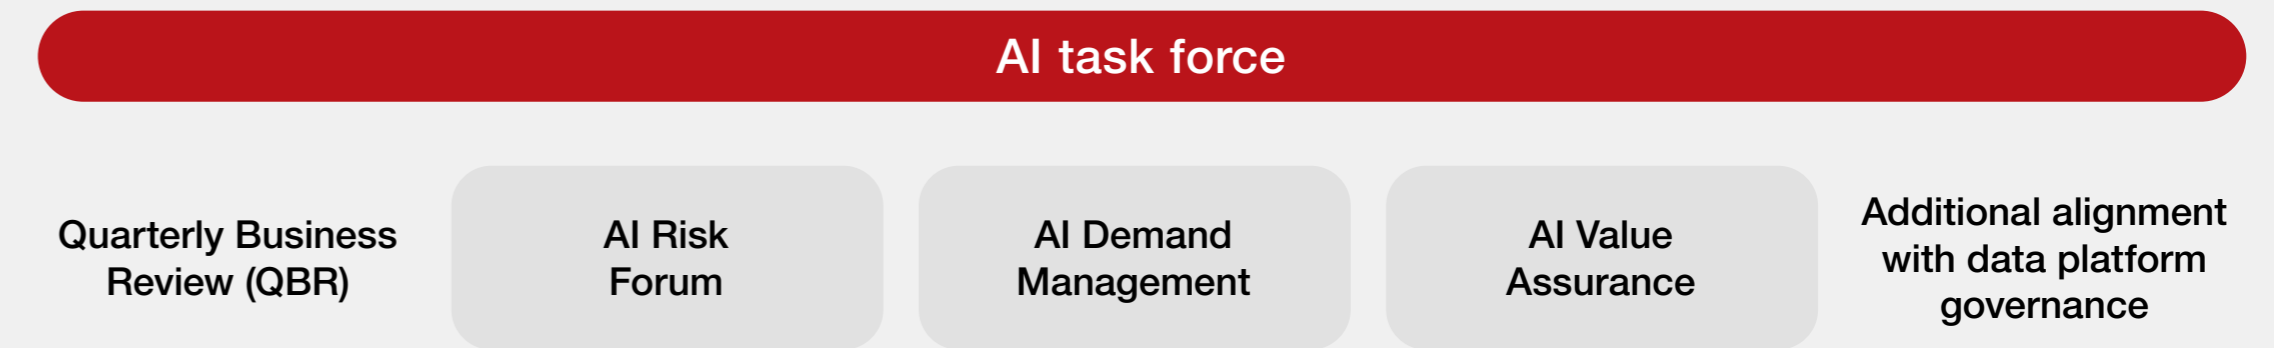 AI task force
Quarterly Business
Review (QBR)
AI Risk
Forum
AI Demand
Management
AI Value
Assurance
Additional alignment
with data platform
governance